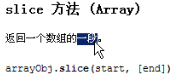 slice 方法 (Array)
返回一个数组的一段。
arrayObj.slice(start, [end])